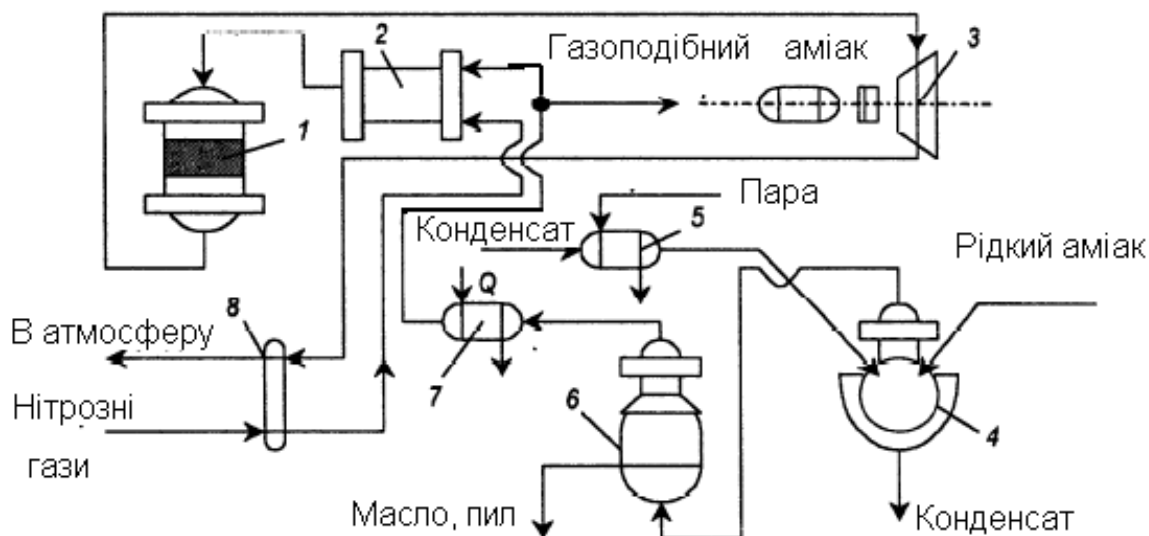 2
Газоподібний аміак
3
1
Пара
Конденсат
5
Рідкий аміак
Q
В атмосферу
8
7
Нітрозні
гази
6
4
Масло, пил
Конденсат